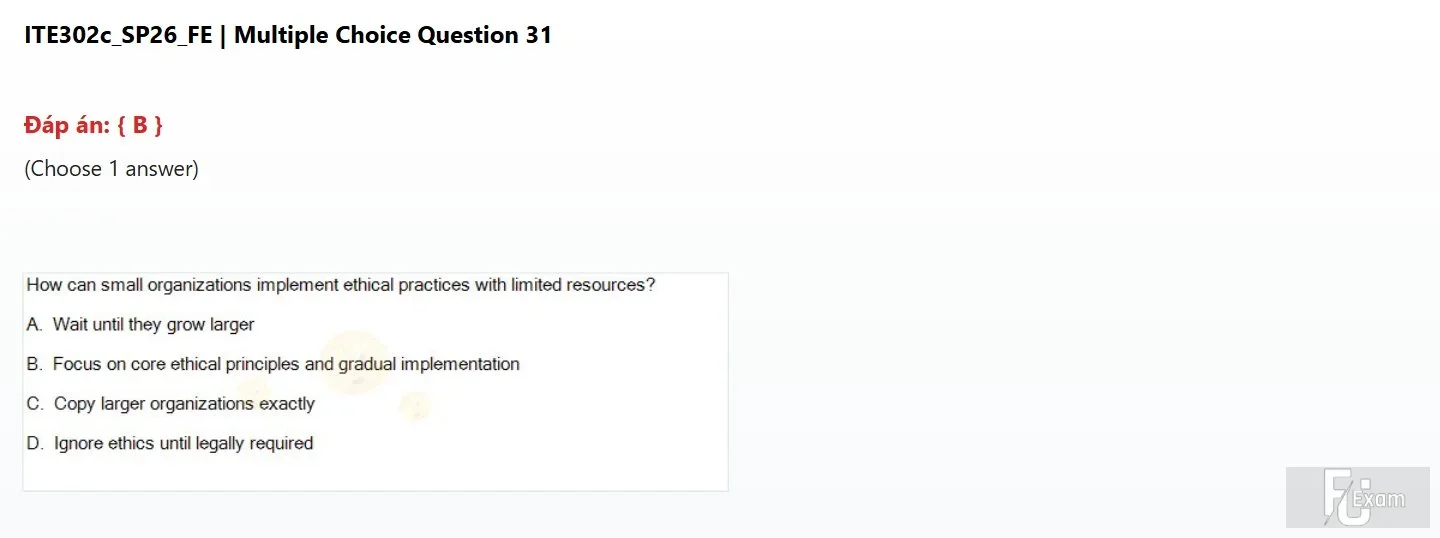 ITE302c_SP26_FE | Multiple Choice Question 31
Đáp án: { B }
(Choose 1 answer)
How can small organizations implement ethical practices with limited resources?
A. Wait until they grow larger
B. Focus on core ethical principles and gradual implementation
C. Copy larger organizations exactly
D. Ignore ethics until legally required
FU Exam